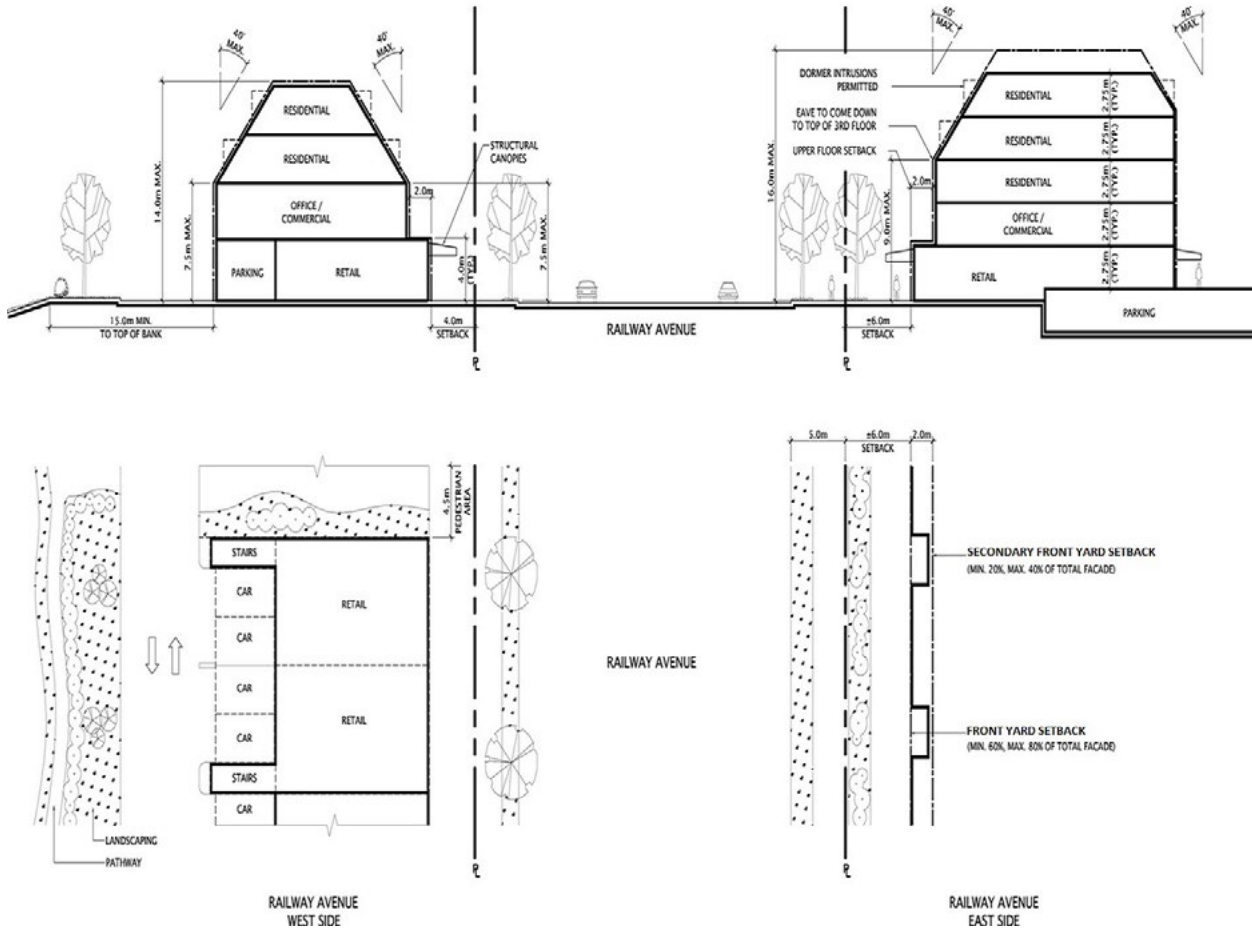 40°
MAX.
40°
MAX.
RESIDENTIAL
RESIDENTIAL
OFFICE /
COMMERCIAL
PARKING
RETAIL
14.0m MAX.
7.5m MAX.
2.0m
STRUCTURAL
CANOPIES
4.0m
(TYP.)
7.5m MAX.
15.0m MIN.
TO TOP OF BANK
4.0m
SETBACK
PL
RAILWAY AVENUE
40°
MAX.
40°
MAX.
DORMER INTRUSIONS
PERMITTED
EAVE TO COME DOWN
TO TOP OF 3RD FLOOR
UPPER FLOOR SETBACK
16.0m MAX.
2.0m
9.0m MAX.
RESIDENTIAL
2.75m
(TYP.)
RESIDENTIAL
2.75m
(TYP.)
RESIDENTIAL
2.75m
(TYP.)
OFFICE /
COMMERCIAL
2.75m
(TYP.)
RETAIL
2.75m
(TYP.)
PARKING
±6.0m
SETBACK
PL
4.5m
PEDESTRIAN
AREA
STAIRS
CAR
CAR
CAR
CAR
STAIRS
CAR
RETAIL
RETAIL
LANDSCAPING
PATHWAY
PL
RAILWAY AVENUE
WEST SIDE
RAILWAY AVENUE
5.0m
±6.0m
SETBACK
2.0m
SECONDARY FRONT YARD SETBACK
(MIN. 20%, MAX. 40% OF TOTAL FACADE)
FRONT YARD SETBACK
(MIN. 60%, MAX. 80% OF TOTAL FACADE)
PL
RAILWAY AVENUE
EAST SIDE